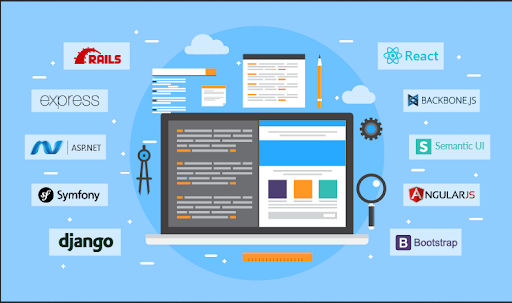 RAILS
express
ASP.NET
Symfony
django
React
BACKBONE.JS
Semantic UI
ANGULARJS
Bootstrap